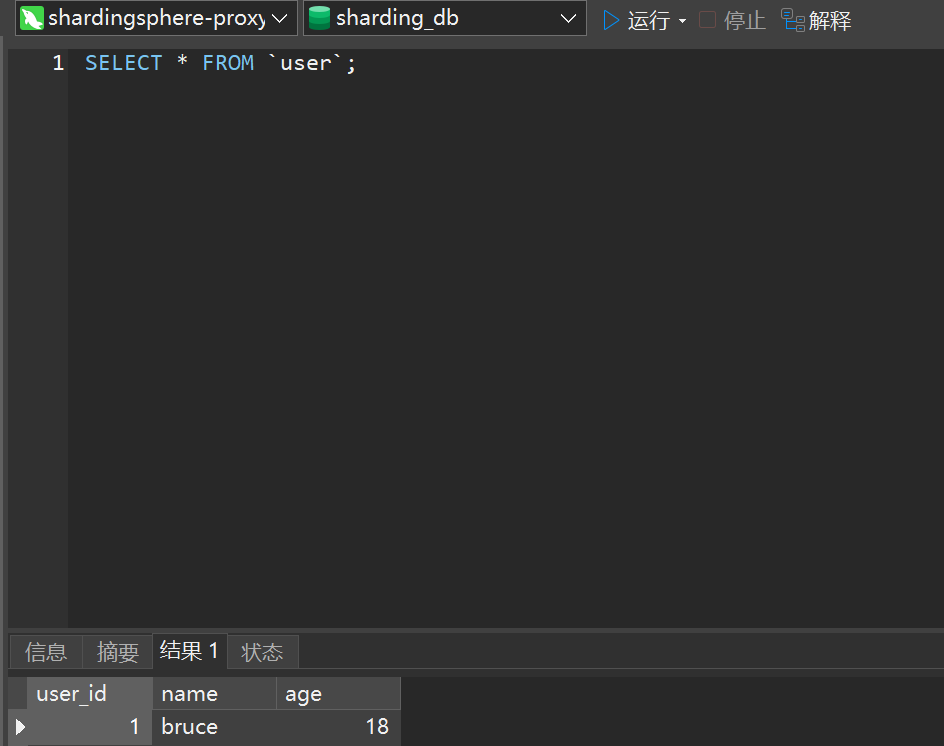 shardingsphere-proxy sharding_db 运行 停止 解释
1 SELECT * FROM `user`;
信息 摘要 结果 1 状态
user_id name age
1 bruce 18